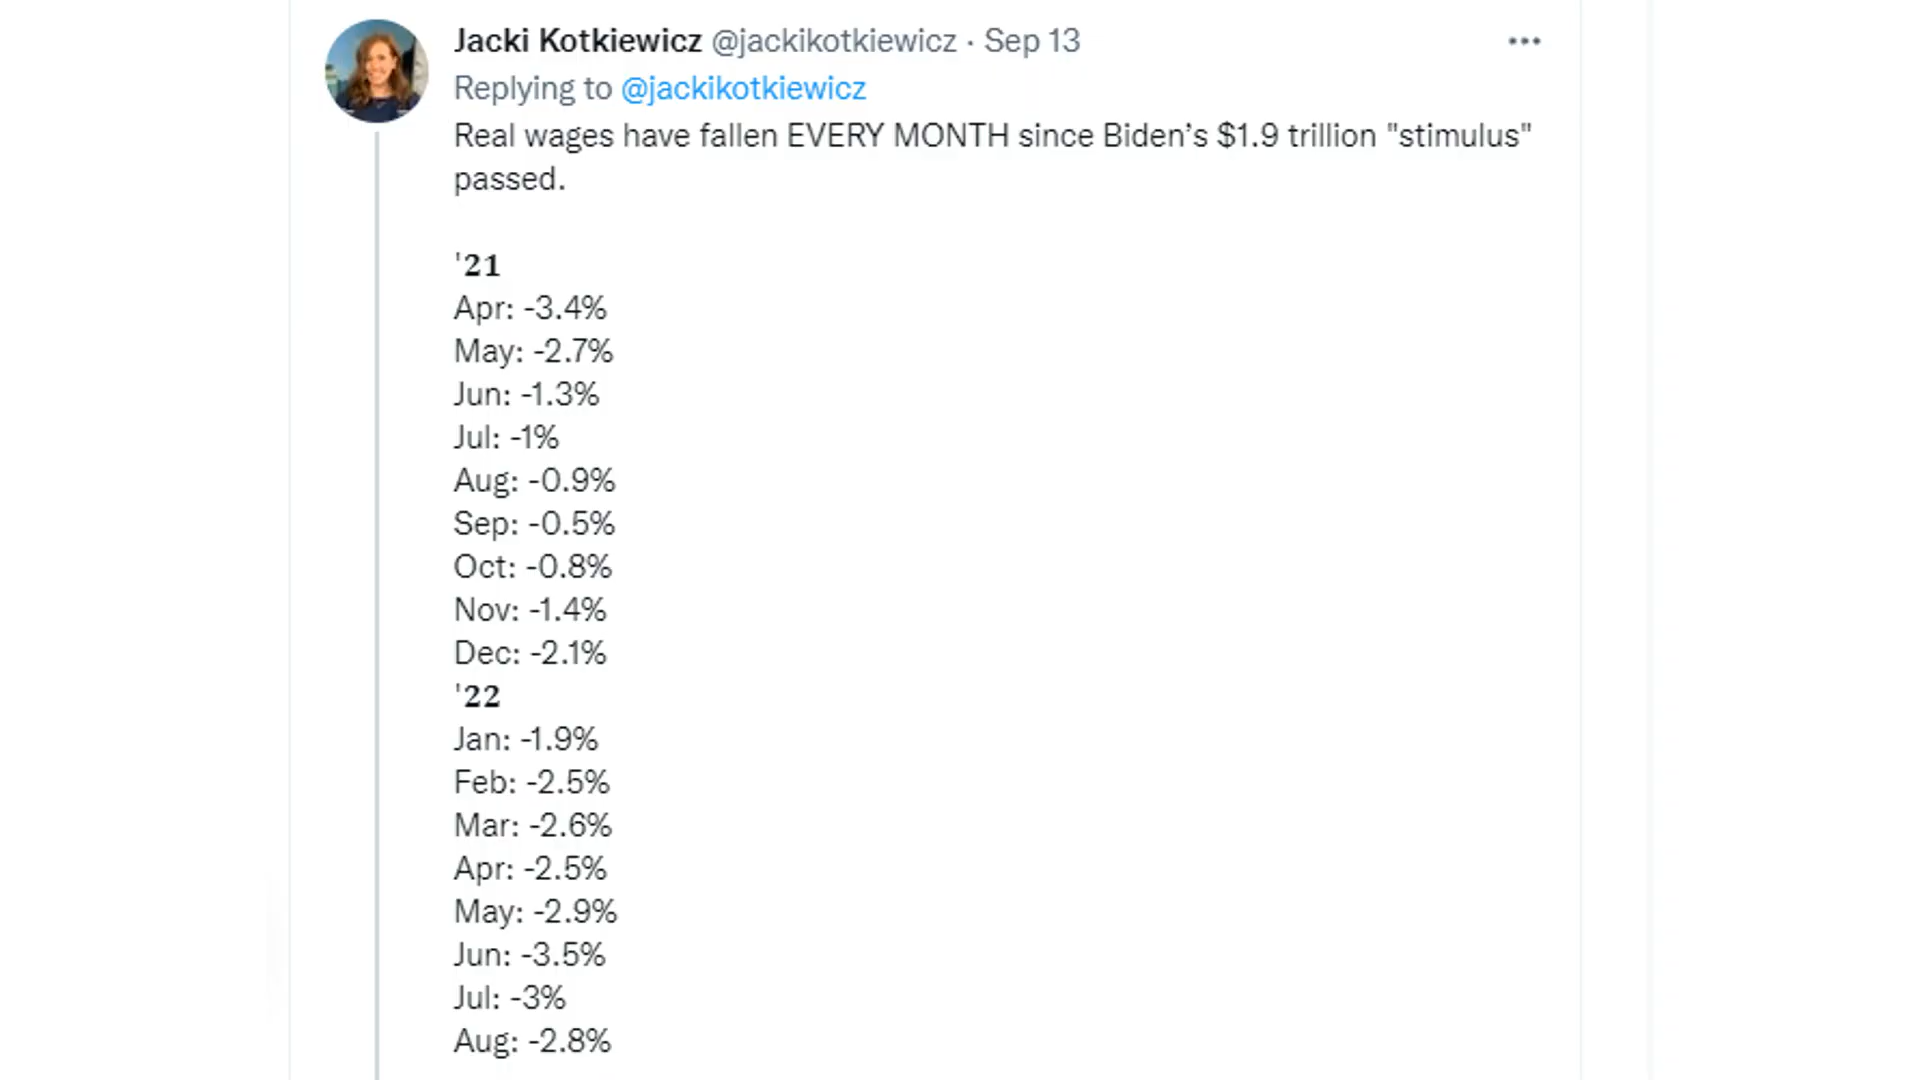 Jacki Kotkiewicz @jackikotkiewicz · Sep 13
Replying to @jackikotkiewicz
Real wages have fallen EVERY MONTH since Biden’s $1.9 trillion "stimulus"
passed.
'21
Apr: -3.4%
May: -2.7%
Jun: -1.3%
Jul: -1%
Aug: -0.9%
Sep: -0.5%
Oct: -0.8%
Nov: -1.4%
Dec: -2.1%
'22
Jan: -1.9%
Feb: -2.5%
Mar: -2.6%
Apr: -2.5%
May: -2.9%
Jun: -3.5%
Jul: -3%
Aug: -2.8%